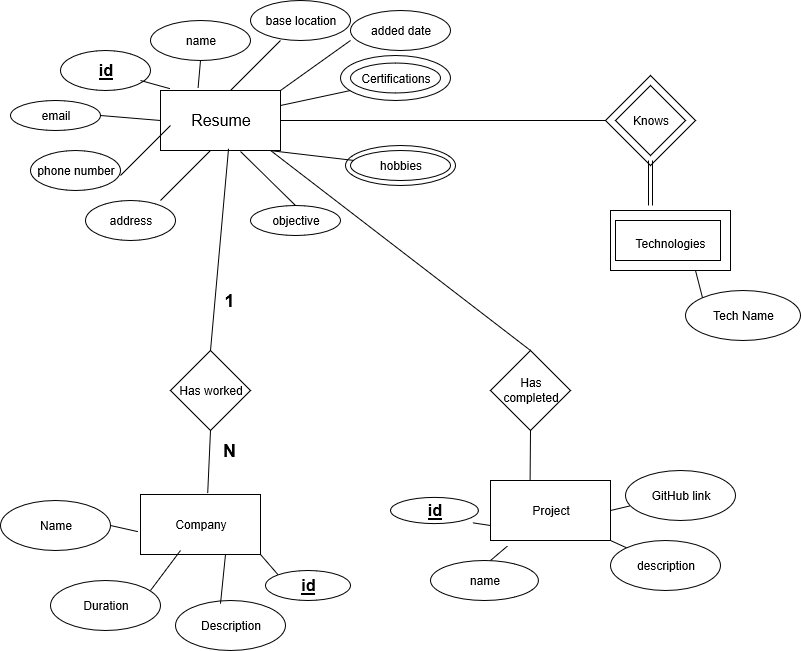 base location
added date
name
id
Certifications
email
Resume
Knows
phone number
hobbies
address
objective
Technologies
1
Tech Name
Has worked
Has
completed
N
GitHub link
id
Project
Name
Company
description
name
id
Duration
Description